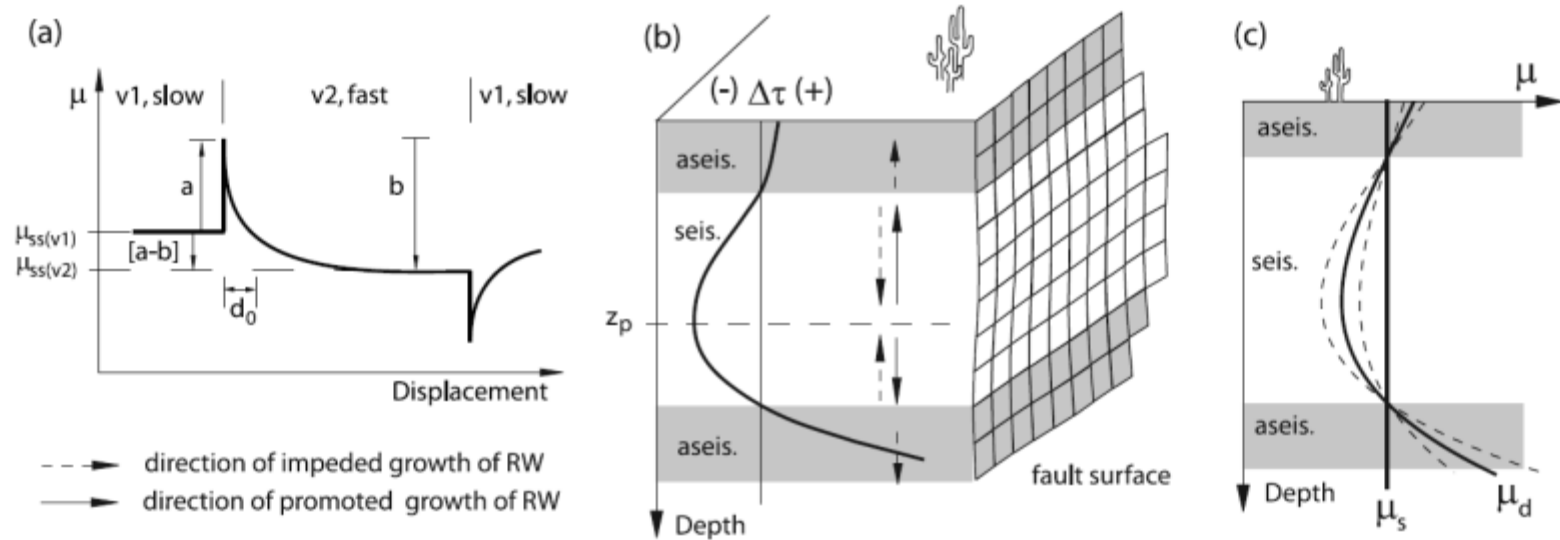 (a)
μ
v1, slow
v2, fast
v1, slow
a
b
μss(v1)
[a-b]
μss(v2)
d0
Displacement
direction of impeded growth of RW
direction of promoted growth of RW
(b)
(-) Δτ (+)
aseis.
seis.
zp
aseis.
Depth
fault surface
(c)
μ
aseis.
seis.
aseis.
Depth
μs
μd